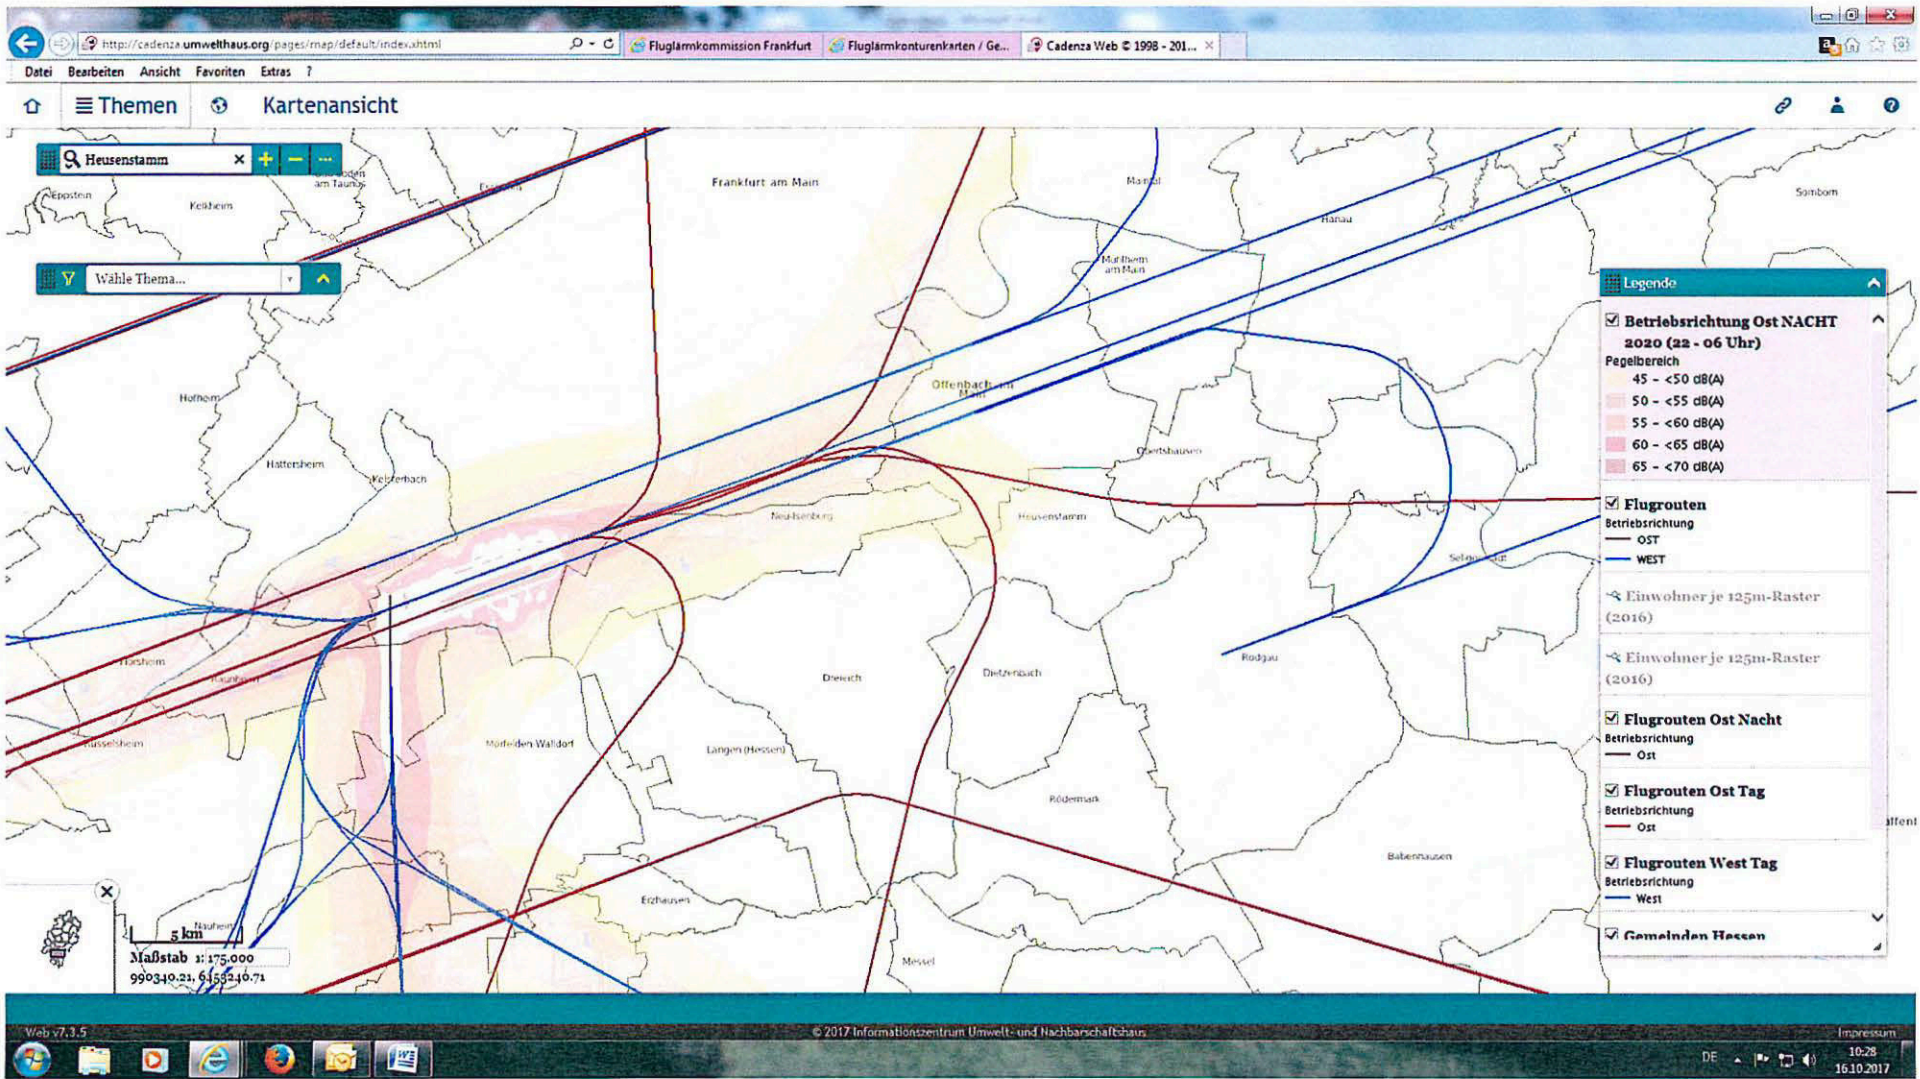 http://cadenza.umwelthaus.org/pages/map/default/index.xhtml
Fluglärmkommission Frankfurt
Fluglärmkonturenkarten / Ge...
Cadenza Web © 1998 - 201...
Datei Bearbeiten Ansicht Favoriten Extras ?
Themen
Kartenansicht
Heusenstamm
Wähle Thema...
am Taunus
Eppstein
Kelkheim
Frankfurt am Main
Maintal
Hanau
Somborn
Mühlheim
am Main
Hofheim
Offenbach am
Main
Hattersheim
Kelsterbach
Obertshausen
Neu-Isenburg
Heusenstamm
Seligenstadt
Flörsheim
Raunheim
Rüsselsheim
Dreieich
Dietzenbach
Rodgau
Mörfelden-Walldorf
Langen (Hessen)
Rödermark
Babenhausen
Erzhausen
Messel
Nauheim
Legende
Betriebsrichtung Ost NACHT
2020 (22 - 06 Uhr)
Pegelbereich
45 - <50 dB(A)
50 - <55 dB(A)
55 - <60 dB(A)
60 - <65 dB(A)
65 - <70 dB(A)
Flugrouten
Betriebsrichtung
OST
WEST
Einwohner je 125m-Raster
(2016)
Einwohner je 125m-Raster
(2016)
Flugrouten Ost Nacht
Betriebsrichtung
Ost
Flugrouten Ost Tag
Betriebsrichtung
Ost
Flugrouten West Tag
Betriebsrichtung
West
Gemeinden Hessen
5 km
Maßstab 1: 175.000
990340.21, 6453240.71
Web v7.3.5
© 2017 Informationszentrum Umwelt- und Nachbarschaftshaus
Impressum
DE
10:28
16.10.2017